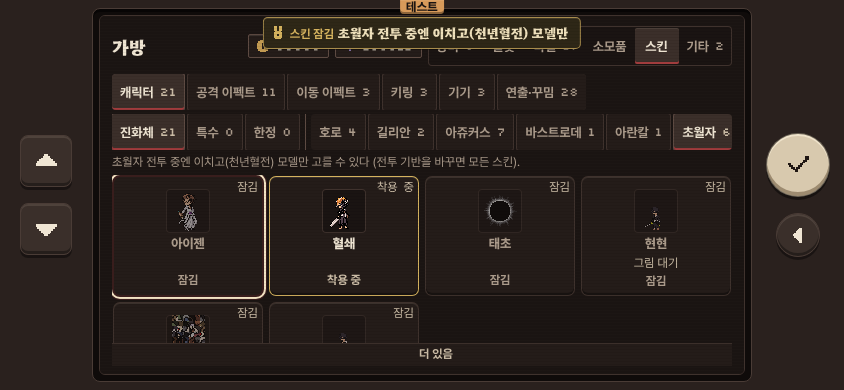 테스트
스킨 잠김 초월자 전투 중엔 이치고(천년혈전) 모델만
가방
소모품 스킨 기타 2
캐릭터 21 공격 이펙트 11 이동 이펙트 3 키링 3 기기 3 연출·꾸밈 28
진화체 21 특수 0 한정 0 호로 4 길리안 2 아쥬커스 7 바스트로데 1 아란칼 1 초월자 6
초월자 전투 중엔 이치고(천년혈전) 모델만 고를 수 있다 (전투 기반을 바꾸면 모든 스킨).
잠김 착용 중 잠김 잠김
아이젠 혈쇄 태초 현현
그림 대기
잠김 착용 중 잠김 잠김
잠김 잠김
더 있음